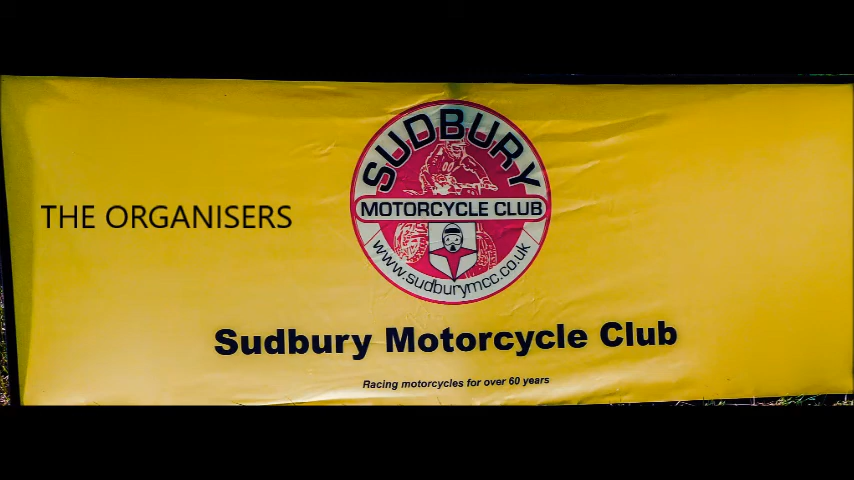 SUDBURY
MOTORCYCLE CLUB
www.sudburymcc.co.uk
THE ORGANISERS
Sudbury Motorcycle Club
Racing motorcycles for over 60 years